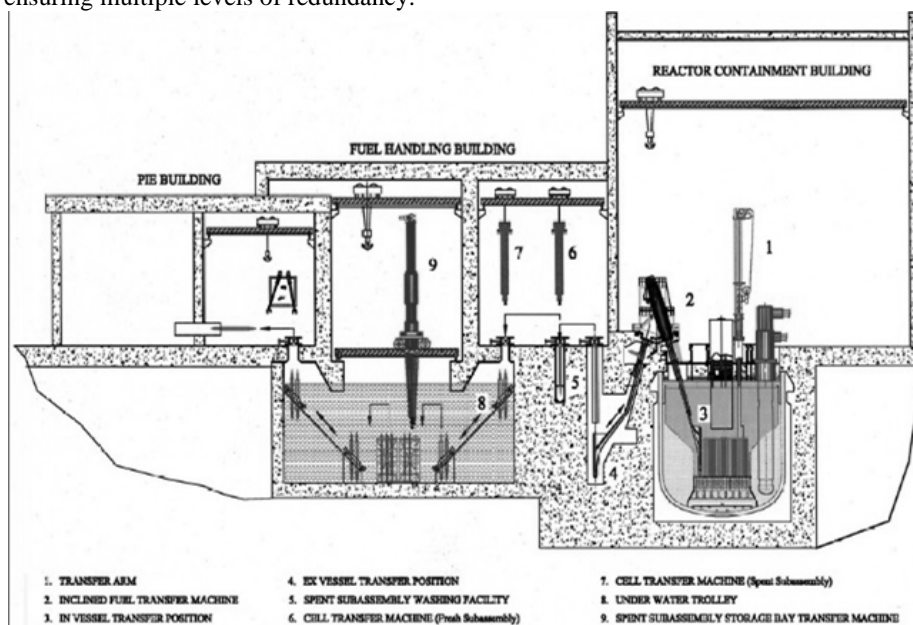 ensuring multiple levels of redundancy.
REACTOR CONTAINMENT BUILDING
FUEL HANDLING BUILDING
PIE BUILDING
1
2
3
4
5
6
7
8
9
1. TRANSFER ARM
2. INCLINED FUEL TRANSFER MACHINE
3. IN VESSEL TRANSFER POSITION
4. EX VESSEL TRANSFER POSITION
5. SPENT SUBASSEMBLY WASHING FACILITY
6. CELL TRANSFER MACHINE (Fresh Subassembly)
7. CELL TRANSFER MACHINE (Spent Subassembly)
8. UNDER WATER TROLLEY
9. SPENT SUBASSEMBLY STORAGE BAY TRANSFER MACHINE